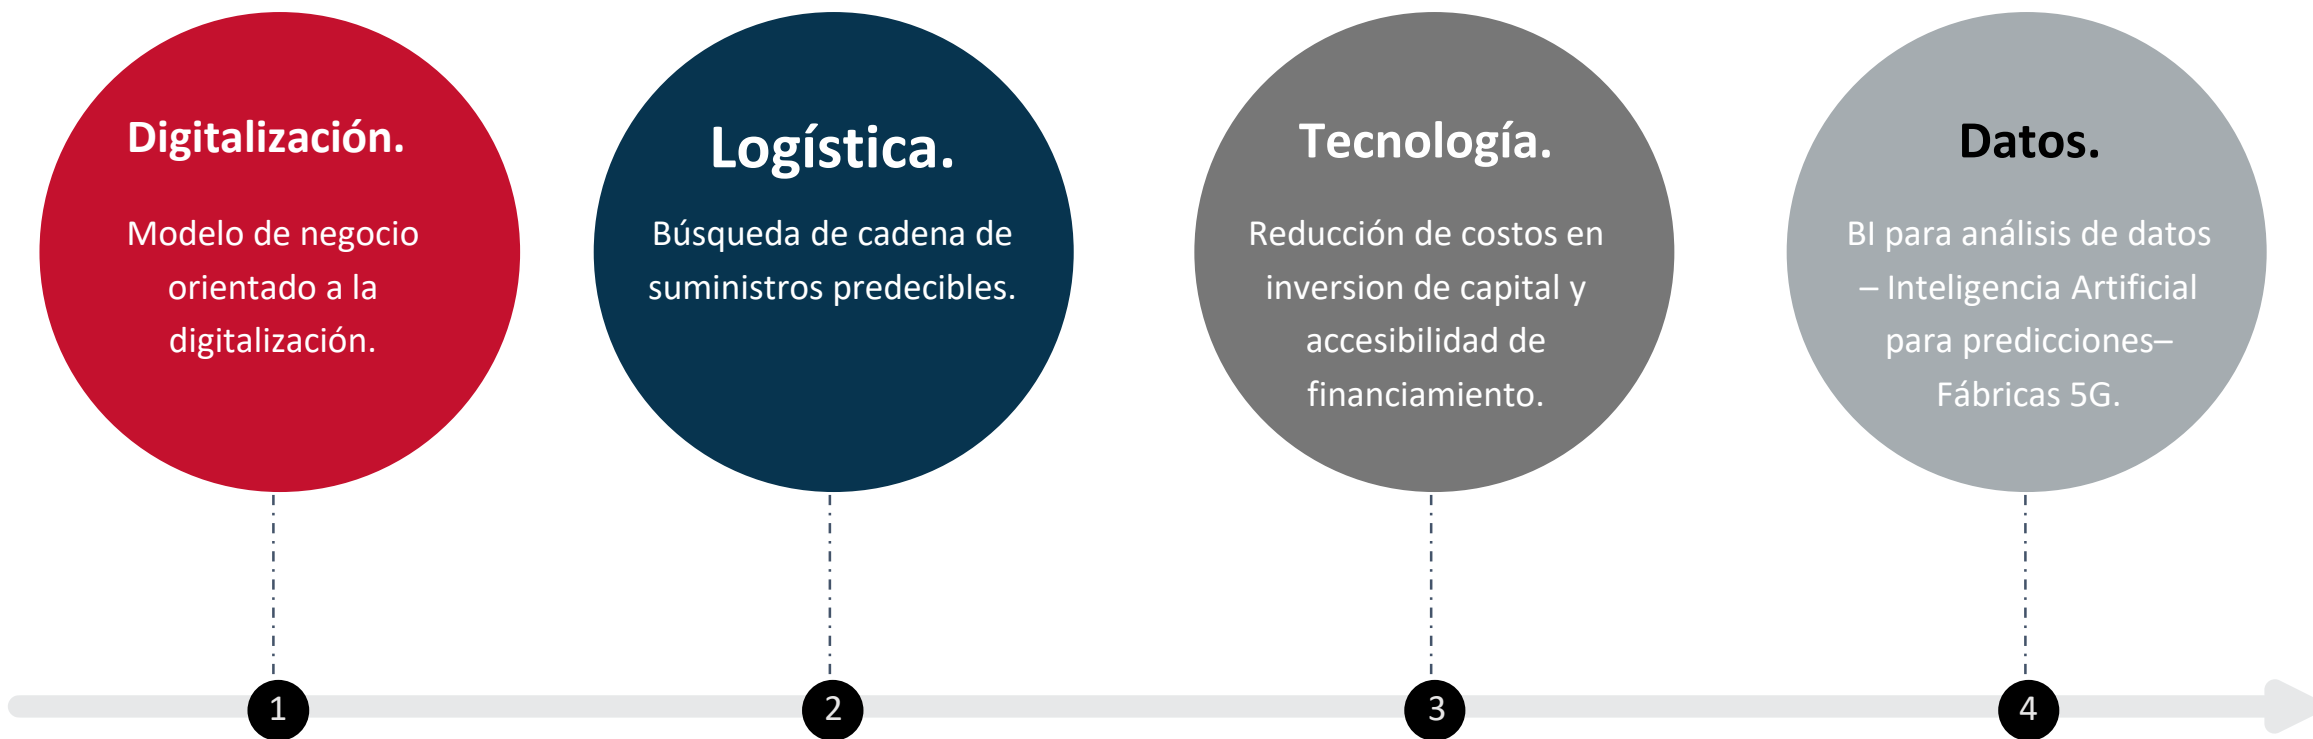 Digitalización.
Modelo de negocio
orientado a la
digitalización.
Logística.
Búsqueda de cadena de
suministros predecibles.
Tecnología.
Reducción de costos en
inversion de capital y
accesibilidad de
financiamiento.
Datos.
BI para análisis de datos
– Inteligencia Artificial
para predicciones–
Fábricas 5G.
1
2
3
4